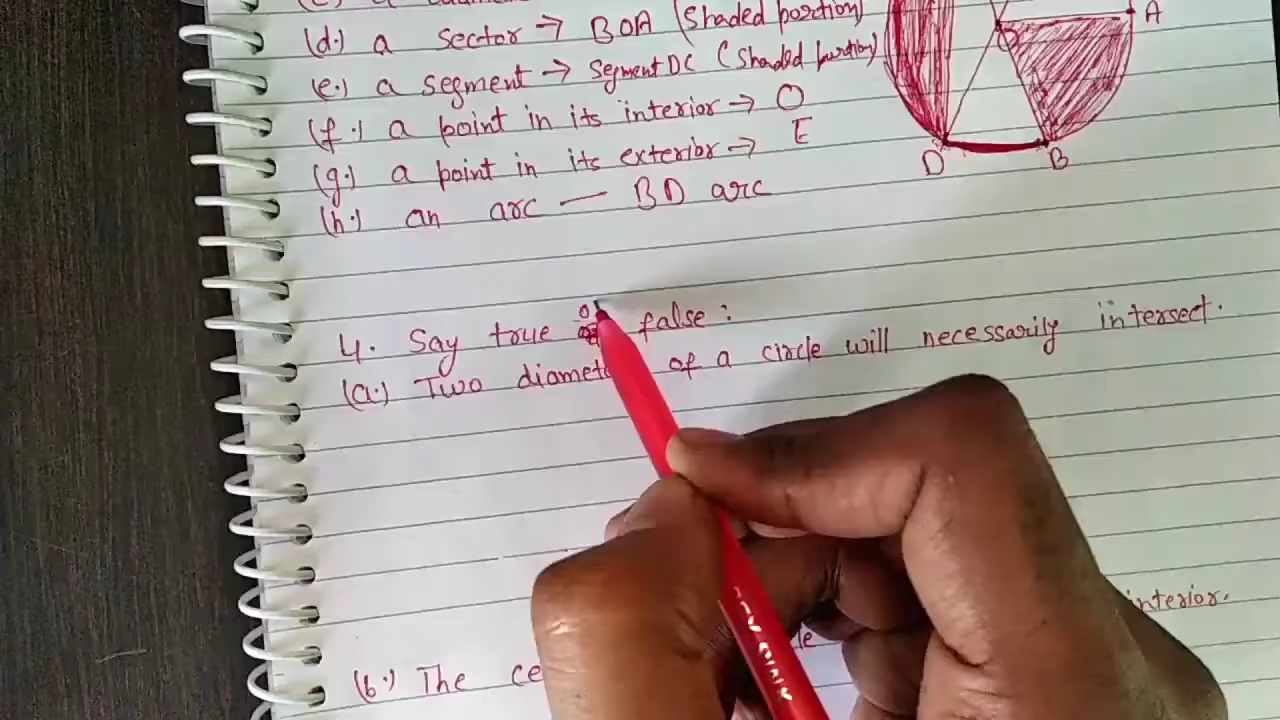 (d.) a sector → BOA (shaded portion)
(e.) a segment → segment DC (shaded portion)
(f.) a point in its interior → O
(g.) a point in its exterior → E
(h.) an arc — BD arc
A
O
D
B
4. Say true or false :
(a.) Two diamet of a circle will necessarily intersect.
interior.
(b.) The ce